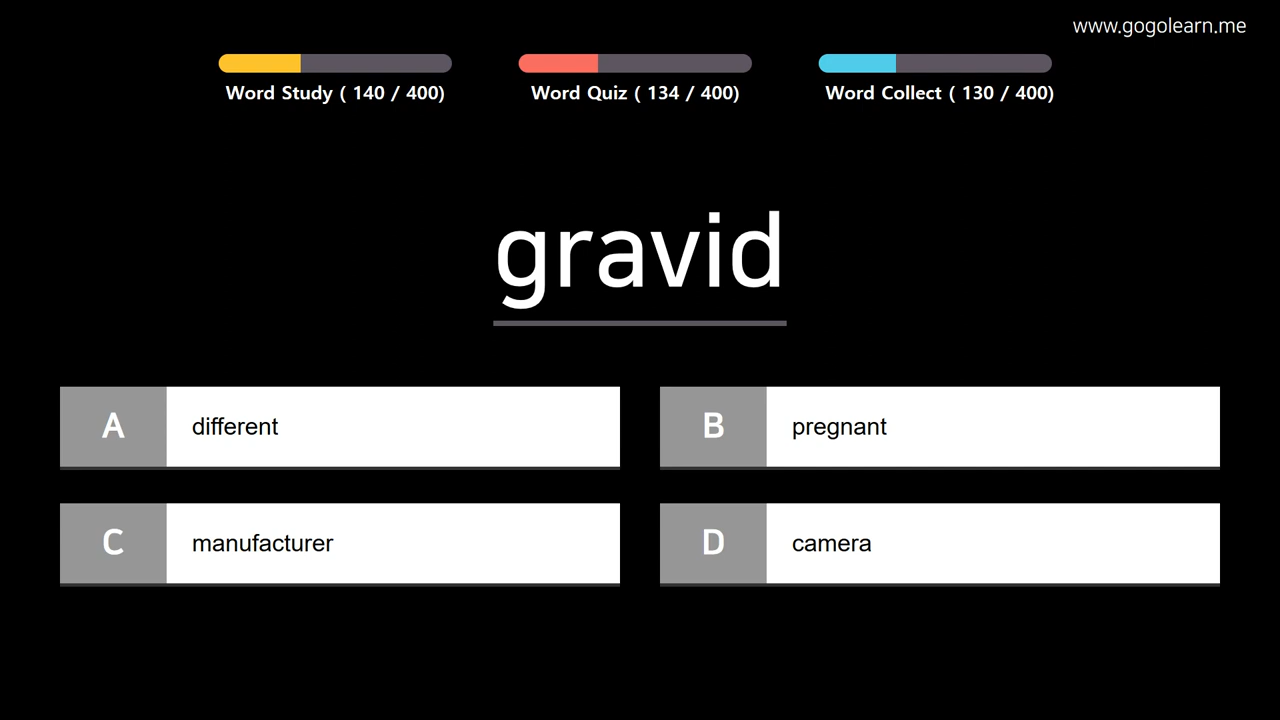 www.gogolearn.me
Word Study ( 140 / 400)
Word Quiz ( 134 / 400)
Word Collect ( 130 / 400)
gravid
A different
B pregnant
C manufacturer
D camera